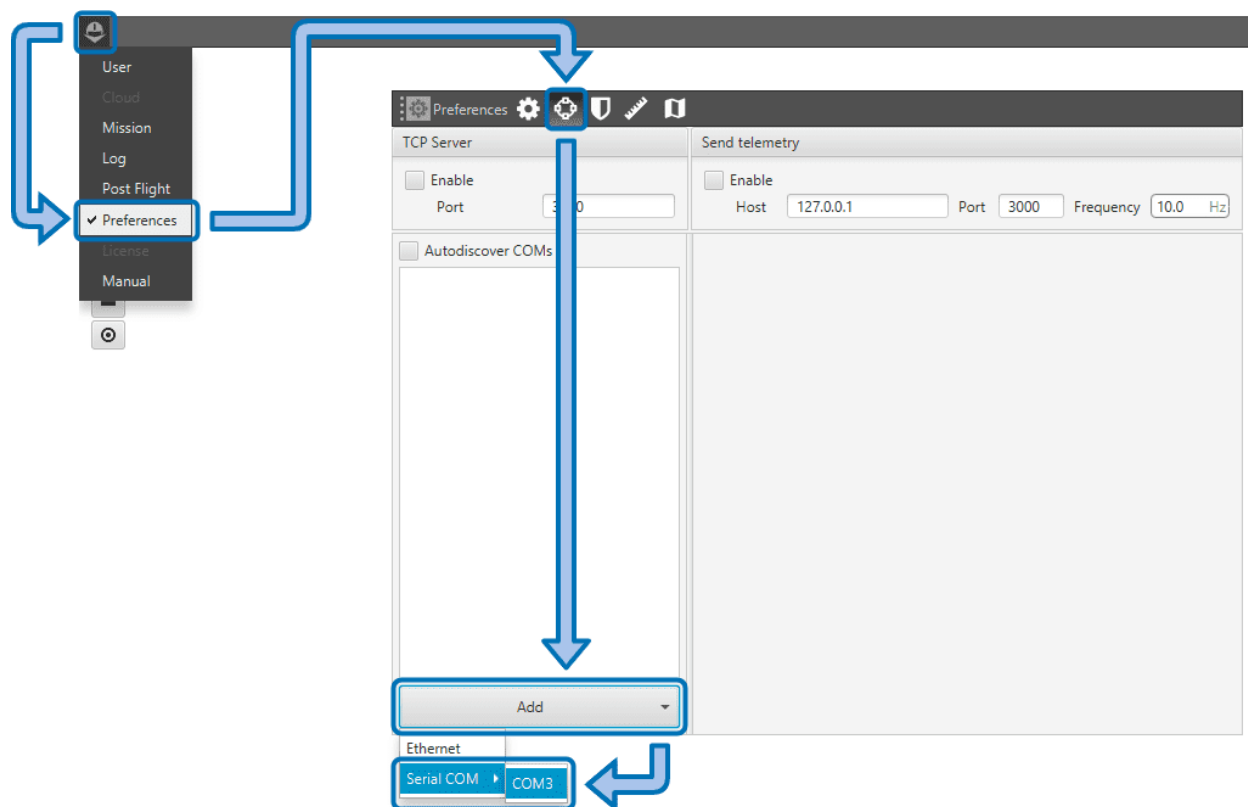 User
Cloud
Mission
Log
Post Flight
Preferences
License
Manual
Preferences
TCP Server
Enable
Port
Send telemetry
Enable
Host 127.0.0.1 Port 3000 Frequency 10.0 Hz
Autodiscover COMs
Add
Ethernet
Serial COM
COM3